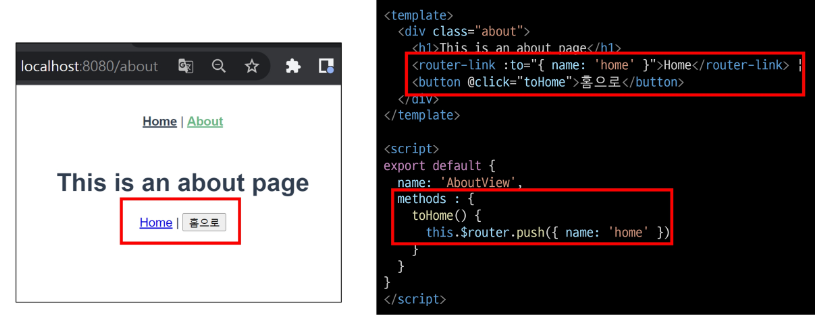 localhost:8080/about
Home | About
This is an about page
Home | 홈으로
<template>
<div class="about">
<h1>This is an about page</h1>
<router-link :to="{ name: 'home' }">Home</router-link> |
<button @click="toHome">홈으로</button>
</div>
</template>
<script>
export default {
name: 'AboutView',
methods : {
toHome() {
this.$router.push({ name: 'home' })
}
}
}
</script>